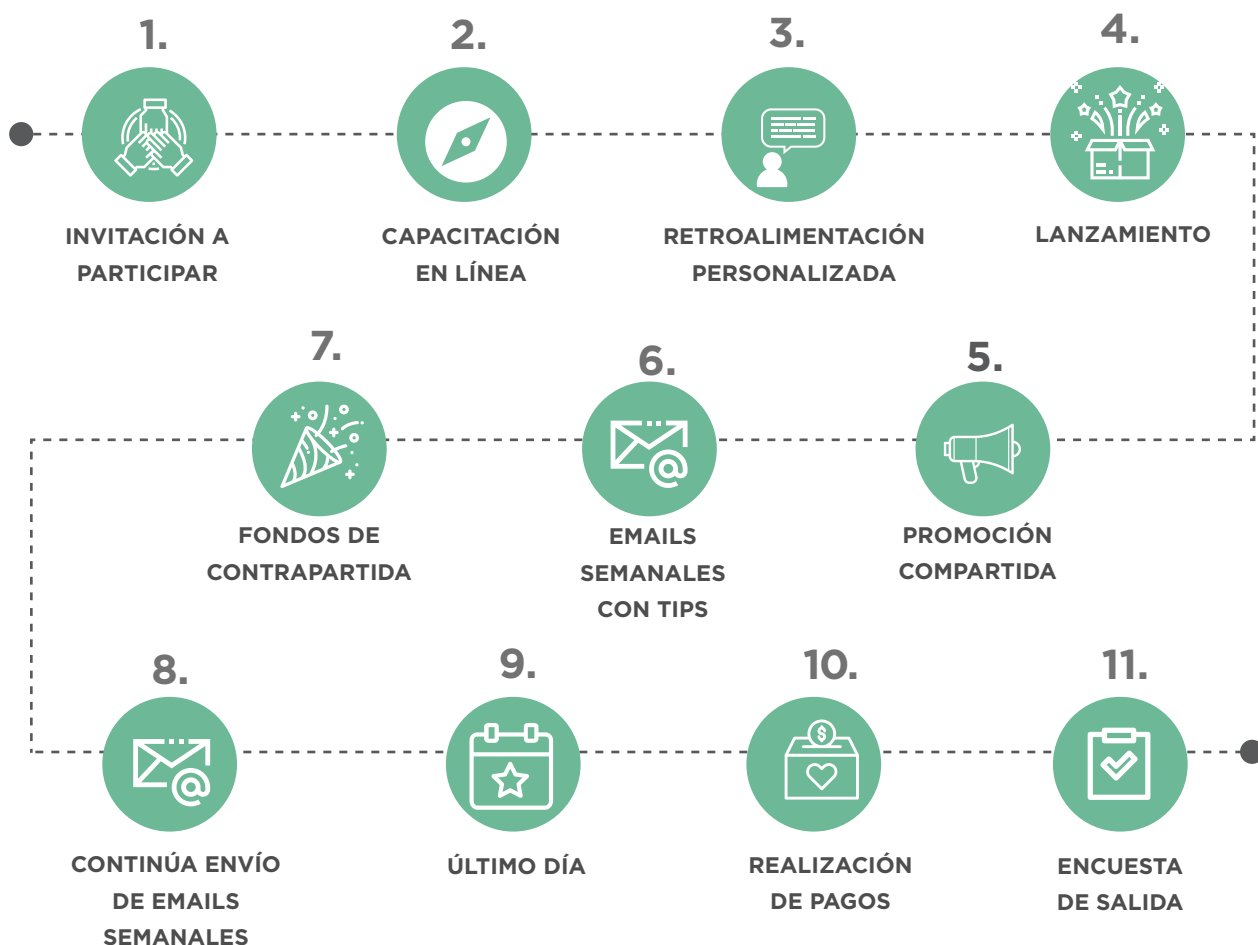 1.
INVITACIÓN A
PARTICIPAR
2.
CAPACITACIÓN
EN LÍNEA
3.
RETROALIMENTACIÓN
PERSONALIZADA
4.
LANZAMIENTO
5.
PROMOCIÓN
COMPARTIDA
6.
EMAILS
SEMANALES
CON TIPS
7.
FONDOS DE
CONTRAPARTIDA
8.
CONTINÚA ENVÍO
DE EMAILS
SEMANALES
9.
ÚLTIMO DÍA
10.
REALIZACIÓN
DE PAGOS
11.
ENCUESTA
DE SALIDA